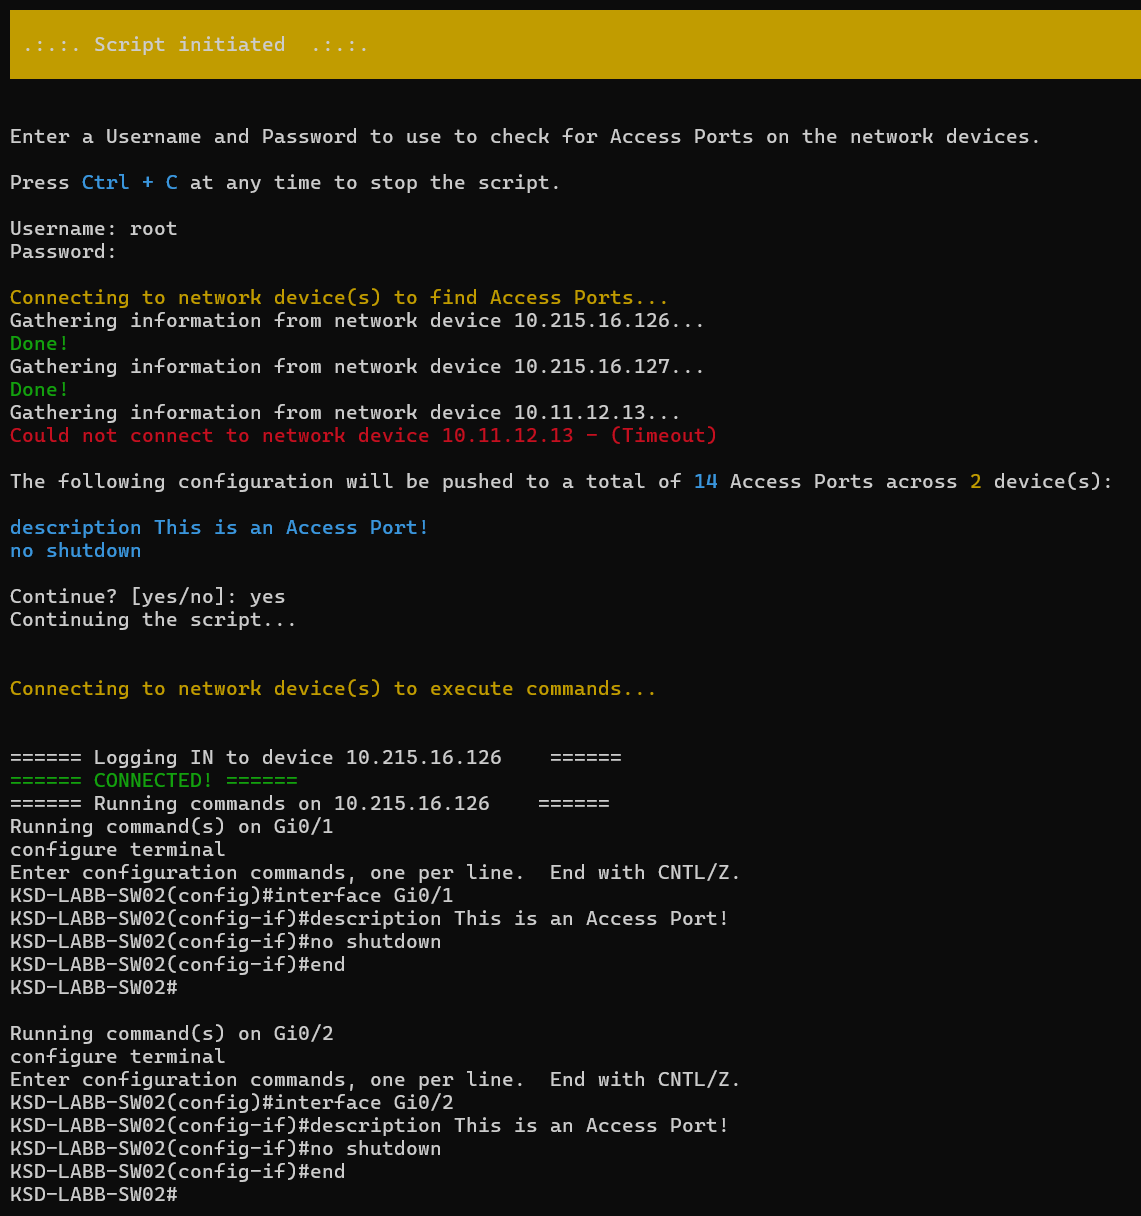 .:.:. Script initiated  .:.:.
Enter a Username and Password to use to check for Access Ports on the network devices.
Press Ctrl + C at any time to stop the script.
Username: root
Password:
Connecting to network device(s) to find Access Ports...
Gathering information from network device 10.215.16.126...
Done!
Gathering information from network device 10.215.16.127...
Done!
Gathering information from network device 10.11.12.13...
Could not connect to network device 10.11.12.13 - (Timeout)
The following configuration will be pushed to a total of 14 Access Ports across 2 device(s):
description This is an Access Port!
no shutdown
Continue? [yes/no]: yes
Continuing the script...
Connecting to network device(s) to execute commands...
====== Logging IN to device 10.215.16.126    ======
====== CONNECTED! ======
====== Running commands on 10.215.16.126    ======
Running command(s) on Gi0/1
configure terminal
Enter configuration commands, one per line.  End with CNTL/Z.
KSD-LABB-SW02(config)#interface Gi0/1
KSD-LABB-SW02(config-if)#description This is an Access Port!
KSD-LABB-SW02(config-if)#no shutdown
KSD-LABB-SW02(config-if)#end
KSD-LABB-SW02#
Running command(s) on Gi0/2
configure terminal
Enter configuration commands, one per line.  End with CNTL/Z.
KSD-LABB-SW02(config)#interface Gi0/2
KSD-LABB-SW02(config-if)#description This is an Access Port!
KSD-LABB-SW02(config-if)#no shutdown
KSD-LABB-SW02(config-if)#end
KSD-LABB-SW02#